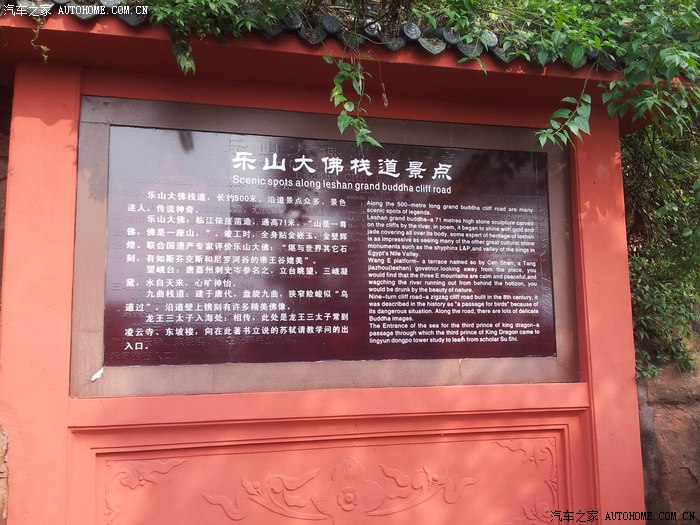 汽车之家 AUTOHOME.COM.CN
乐山大佛栈道景点
Scenic spots along leshan grand buddha cliff road
乐山大佛栈道，长约500米，沿道景点众多，景色
迷人，传说神奇。
乐山大佛：临江依崖凿造，通高71米，“山是一尊
佛，佛是一座山，”。竣工时，全身贴金嵌玉，金壁辉
煌。联合国遗产专家评价乐山大佛：“堪与世界其它石
刻，有如斯芬克斯和尼罗河谷的帝王谷媲美”。
望峨台：唐嘉州刺史岑参名之，立台眺望，三峨凝
黛，水自天来，心旷神怡。
九曲栈道：建于唐代，盘旋九曲，狭窄险峻拟“鸟
道过”，沿道壁上镌刻有许多精美佛像。
龙王三太子入海处：相传，此处是龙王三太子常到
凌云寺、东坡楼，向在此著书立说的苏轼请教学问的出
入口。
Along the 500-metre long grand buddha cliff road are many
scenic spots of legends.
Leshan grand buddha-a 71 metres high stone sculpture canved
on the cliffs by the river, in poem, it began to shine with gold and
jade covering all over its body, some expert of heritage of leshan
is as impressive as seeing many of the other great cultural stone
monuments such as the shyphinx L&P,and valley of the kings in
Egypt's Nile Valley.
Wang E platform- a terrace named so by Cen Shen, a Tang
jiazhou(leshan) govetnor,looking away from the place, you
would find that the three E mountains are calm and peaceful,and
wagching the river running out from behind the holizon, you
would be drunk by the beauty of nature.
Nine-turn cliff road-a zigzag cliff road built in the 8th century, it
was described in the history as "a passage for birds" because of
its dangerous situation. Along the road, there are lots of delicate
Buddha images.
The Entrance of the sea for the third prince of king dragon-a
passage through which the third prince of King Dragon came to
lingyun dongpo tower study to learn from scholar Su Shi.
汽车之家 AUTOHOME.COM.CN